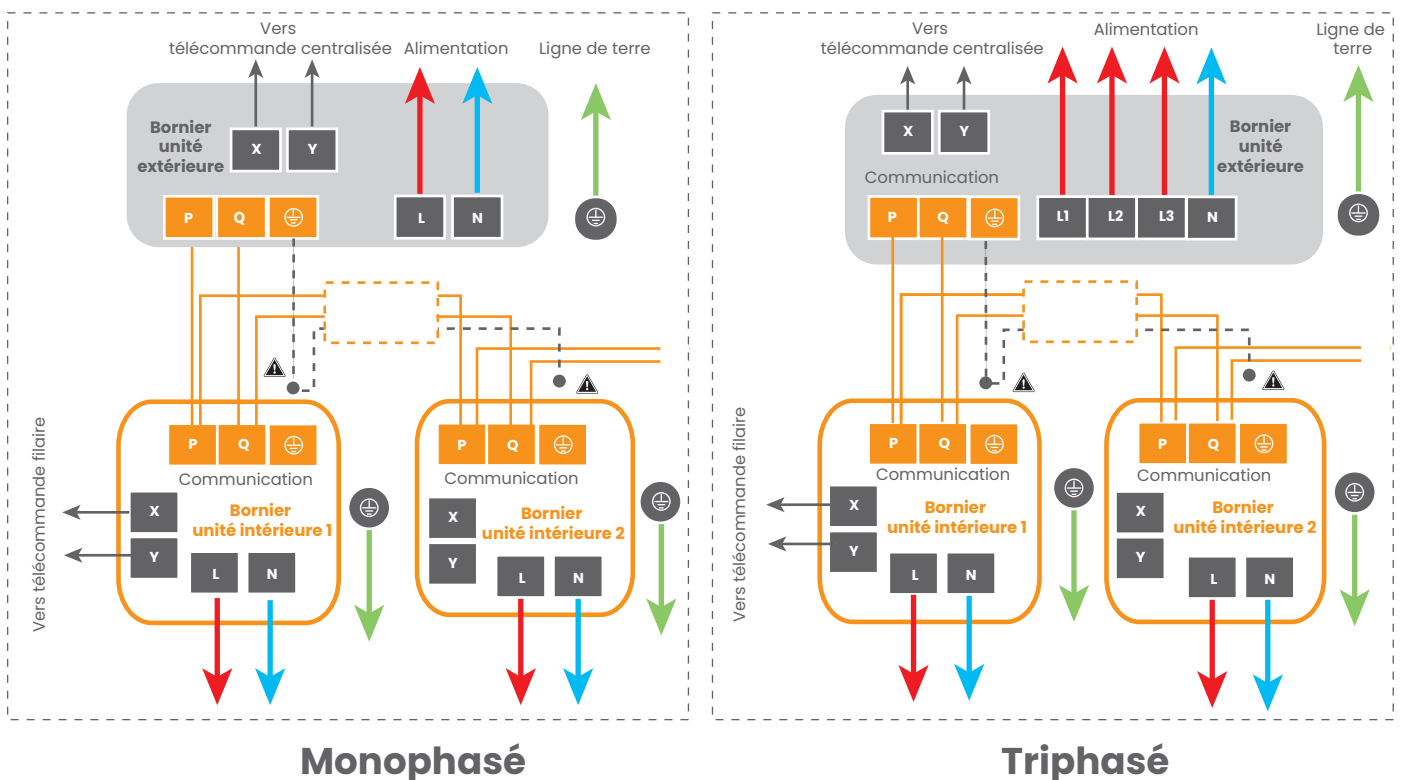 Vers
télécommande centralisée
Alimentation
Ligne de terre
Bornier
unité
extérieure
X
Y
P
Q
L
N
P
Q
Communication
X
Y
Bornier
unité intérieure 1
L
N
Vers télécommande filaire
P
Q
Communication
X
Y
Bornier
unité intérieure 2
L
N
Monophasé
Vers
télécommande centralisée
Alimentation
Ligne de
terre
X
Y
Bornier
unité
extérieure
Communication
P
Q
L1
L2
L3
N
P
Q
Communication
X
Y
Bornier
unité intérieure 1
L
N
Vers télécommande filaire
P
Q
Communication
X
Y
Bornier
unité intérieure 2
L
N
Triphasé